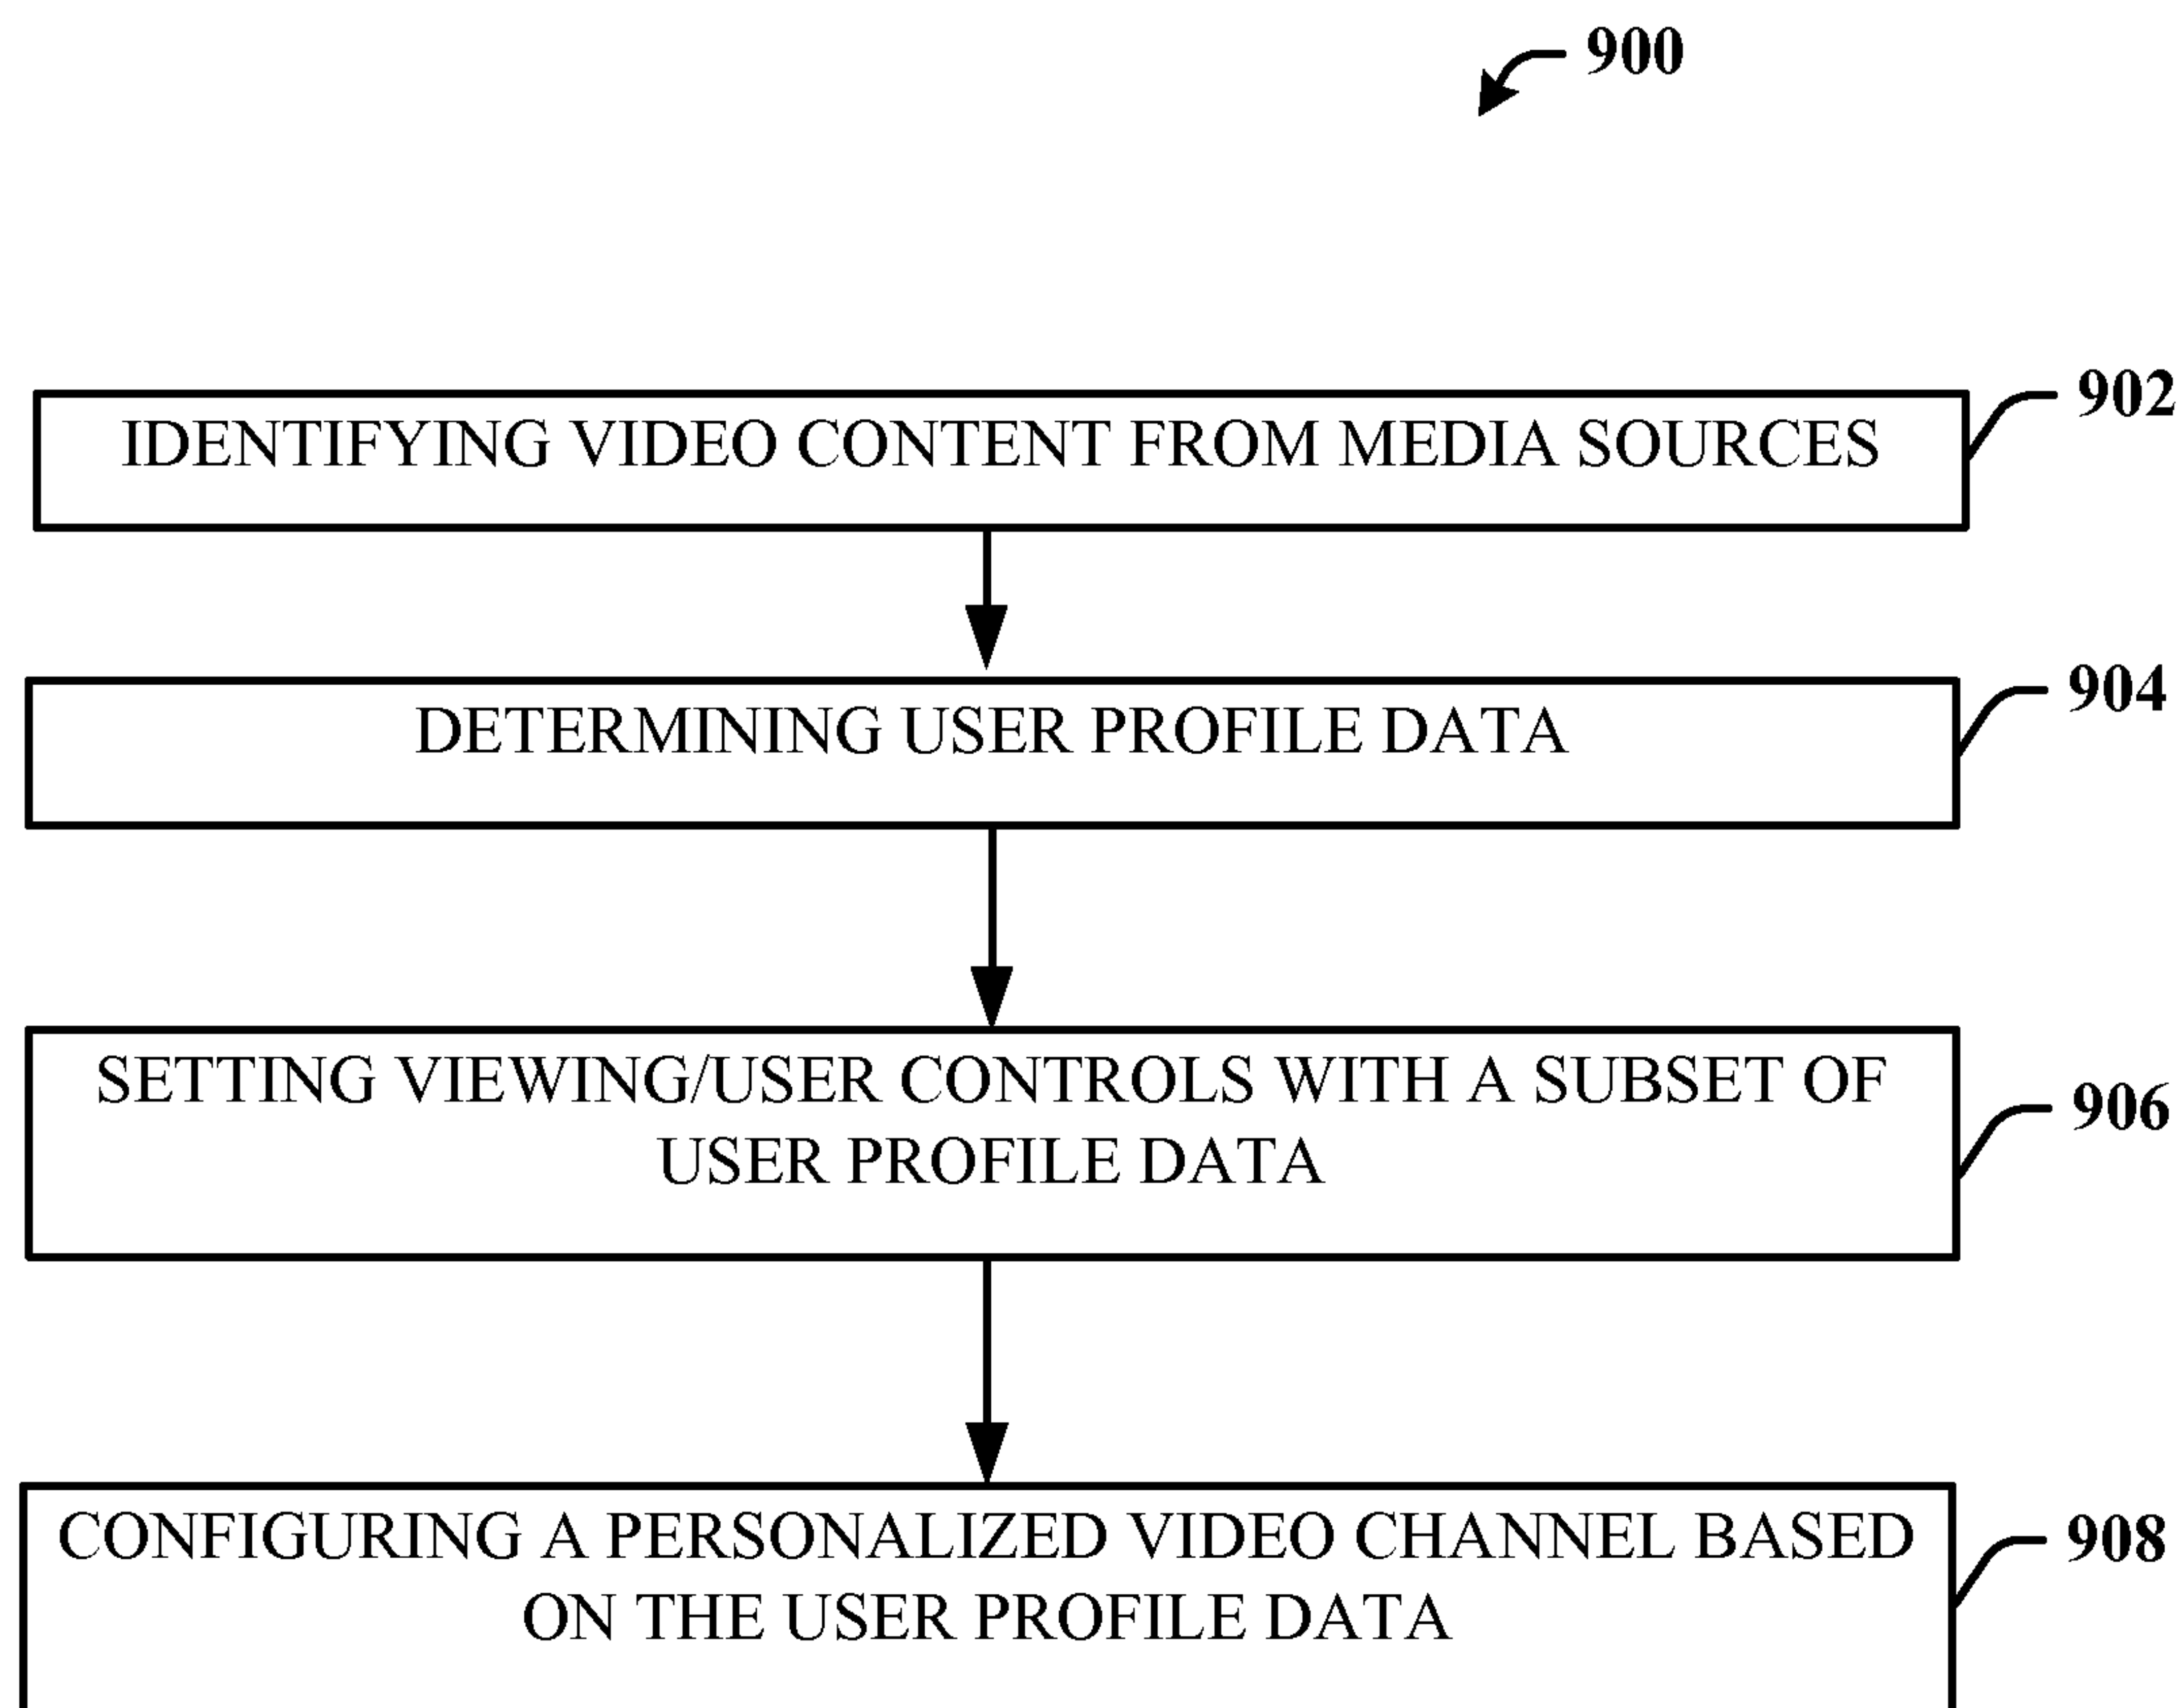 900
IDENTIFYING VIDEO CONTENT FROM MEDIA SOURCES
902
DETERMINING USER PROFILE DATA
904
SETTING VIEWING/USER CONTROLS WITH A SUBSET OF
USER PROFILE DATA
906
CONFIGURING A PERSONALIZED VIDEO CHANNEL BASED
ON THE USER PROFILE DATA
908